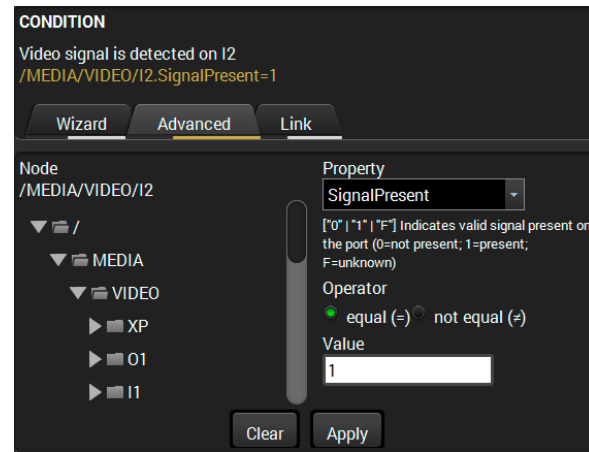 CONDITION
Video signal is detected on I2
/MEDIA/VIDEO/I2.SignalPresent=1
Wizard Advanced Link
Node
/MEDIA/VIDEO/I2
/
MEDIA
VIDEO
XP
O1
I1
Property
SignalPresent
["0" | "1" | "F"] Indicates valid signal present on
the port (0=not present; 1=present;
F=unknown)
Operator
equal (=) not equal (≠)
Value
1
Clear Apply